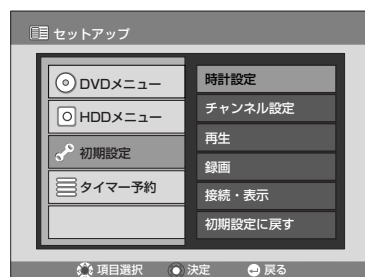 セットアップ
DVDメニュー
HDDメニュー
初期設定
タイマー予約
時計設定
チャンネル設定
再生
録画
接続・表示
初期設定に戻す
項目選択 決定 戻る